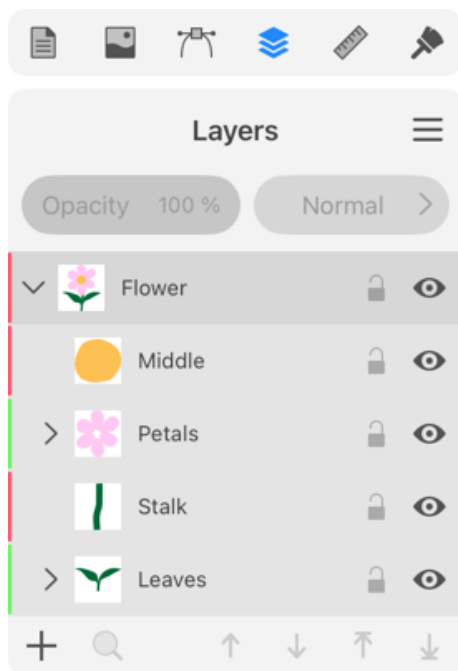 Layers
Opacity 100 % Normal
Flower
Middle
Petals
Stalk
Leaves